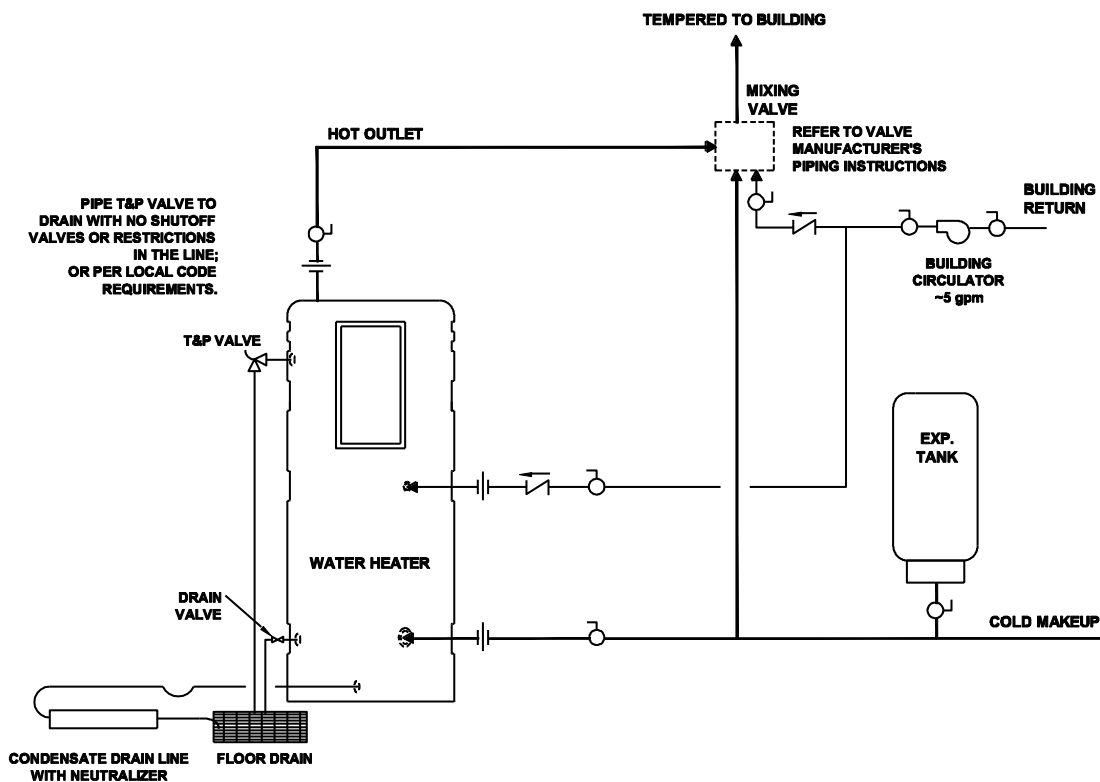 TEMPERED TO BUILDING
MIXING
VALVE
HOT OUTLET
REFER TO VALVE
MANUFACTURER'S
PIPING INSTRUCTIONS
BUILDING
RETURN
PIPE T&P VALVE TO
DRAIN WITH NO SHUTOFF
VALVES OR RESTRICTIONS
IN THE LINE;
OR PER LOCAL CODE
REQUIREMENTS.
BUILDING
CIRCULATOR
~5 gpm
T&P VALVE
EXP.
TANK
WATER HEATER
DRAIN
VALVE
COLD MAKEUP
CONDENSATE DRAIN LINE
WITH NEUTRALIZER
FLOOR DRAIN